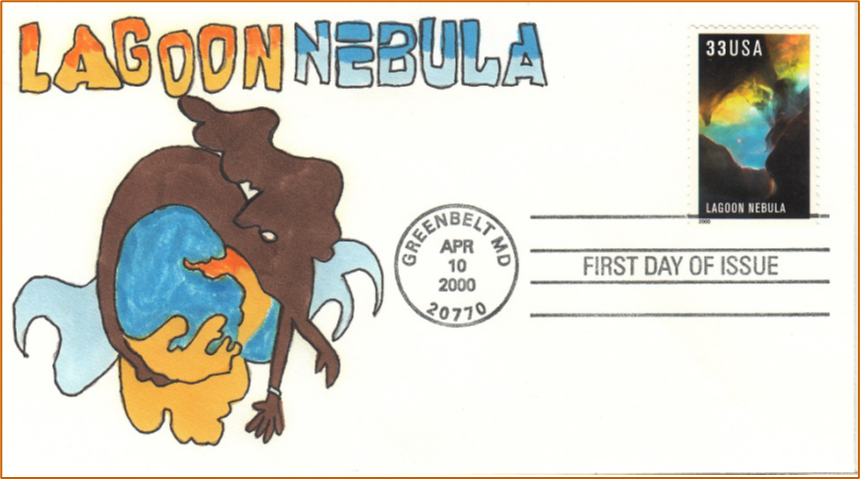 LAGOON NEBULA
33USA
LAGOON NEBULA
2000
GREENBELT MD
APR
10
2000
20770
FIRST DAY OF ISSUE